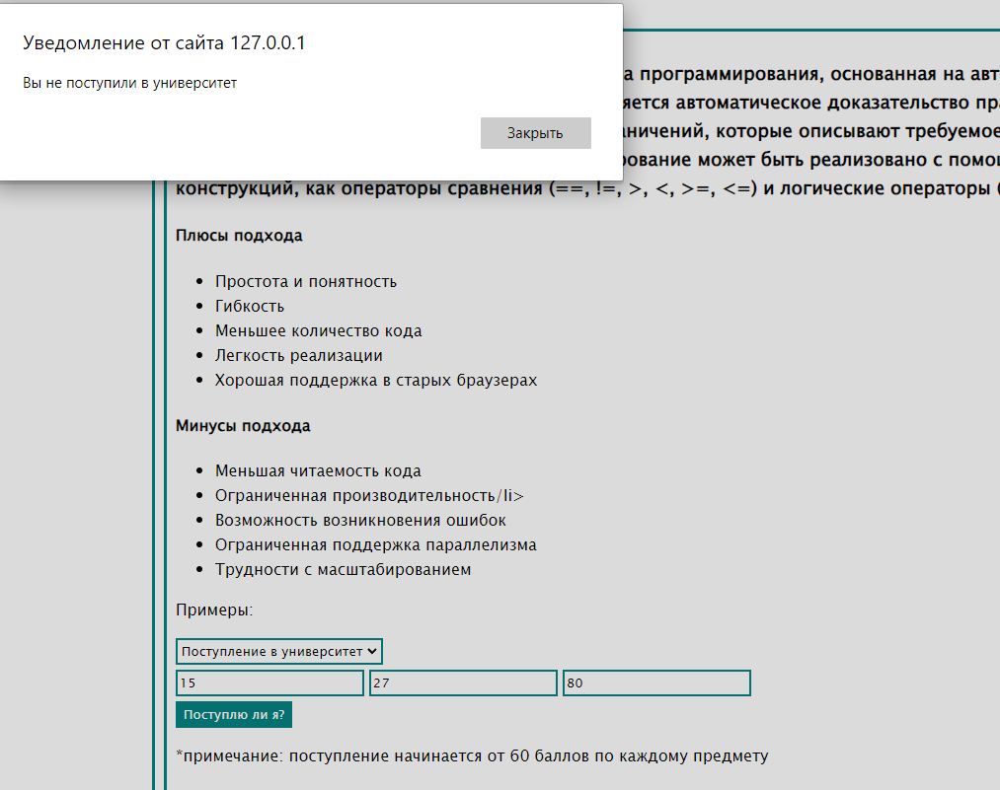 Уведомление от сайта 127.0.0.1
Вы не поступили в университет
Закрыть
а программирования, основанная на авт
яется автоматическое доказательство пра
аничений, которые описывают требуемое
рование может быть реализовано с помощ
конструкций, как операторы сравнения (==, !=, >, <, >=, <=) и логические операторы (
Плюсы подхода
Простота и понятность
Гибкость
Меньшее количество кода
Легкость реализации
Хорошая поддержка в старых браузерах
Минусы подхода
Меньшая читаемость кода
Ограниченная производительность/li>
Возможность возникновения ошибок
Ограниченная поддержка параллелизма
Трудности с масштабированием
Примеры:
Поступление в университет
15 27 80
Поступлю ли я?
*примечание: поступление начинается от 60 баллов по каждому предмету